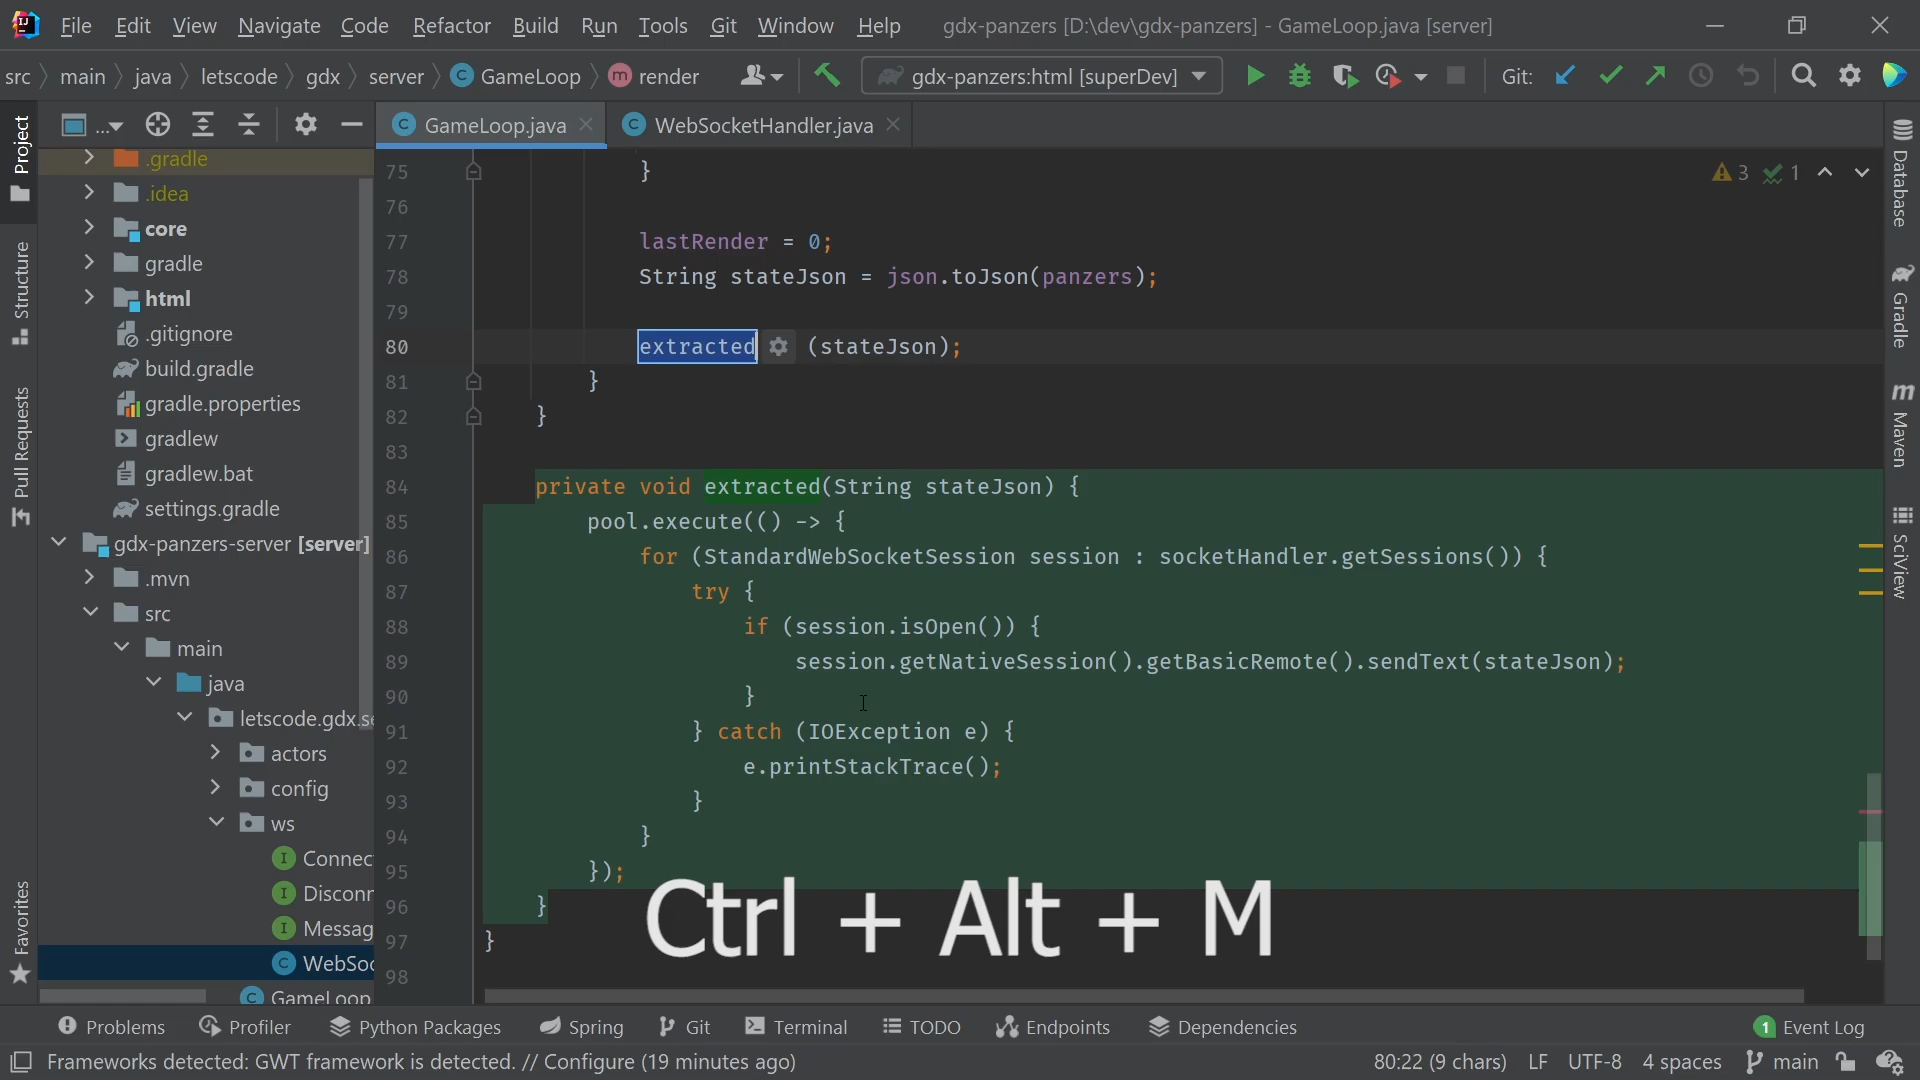 File Edit View Navigate Code Refactor Build Run Tools Git Window Help gdx-panzers [D:\dev\gdx-panzers] - GameLoop.java [server]
src main java letscode gdx server GameLoop render gdx-panzers:html [superDev] Git:
... GameLoop.java WebSocketHandler.java
Project
Structure
Pull Requests
Favorites
.gradle
.idea
core
gradle
html
.gitignore
build.gradle
gradle.properties
gradlew
gradlew.bat
settings.gradle
gdx-panzers-server [server]
.mvn
src
main
java
letscode.gdx.se
actors
config
ws
Connec
Disconn
Messag
WebSoc
GameLoop
3 1
75 }
76
77 lastRender = 0;
78 String stateJson = json.toJson(panzers);
79
80 extracted (stateJson);
81 }
82 }
83
84 private void extracted(String stateJson) {
85 pool.execute(() -> {
86 for (StandardWebSocketSession session : socketHandler.getSessions()) {
87 try {
88 if (session.isOpen()) {
89 session.getNativeSession().getBasicRemote().sendText(stateJson);
90 }
91 } catch (IOException e) {
92 e.printStackTrace();
93 }
94 }
95 });
96 }
97 }
98
Ctrl + Alt + M
Database
Gradle
m Maven
SciView
Problems Profiler Python Packages Spring Git Terminal TODO Endpoints Dependencies 1 Event Log
Frameworks detected: GWT framework is detected. // Configure (19 minutes ago) 80:22 (9 chars) LF UTF-8 4 spaces main